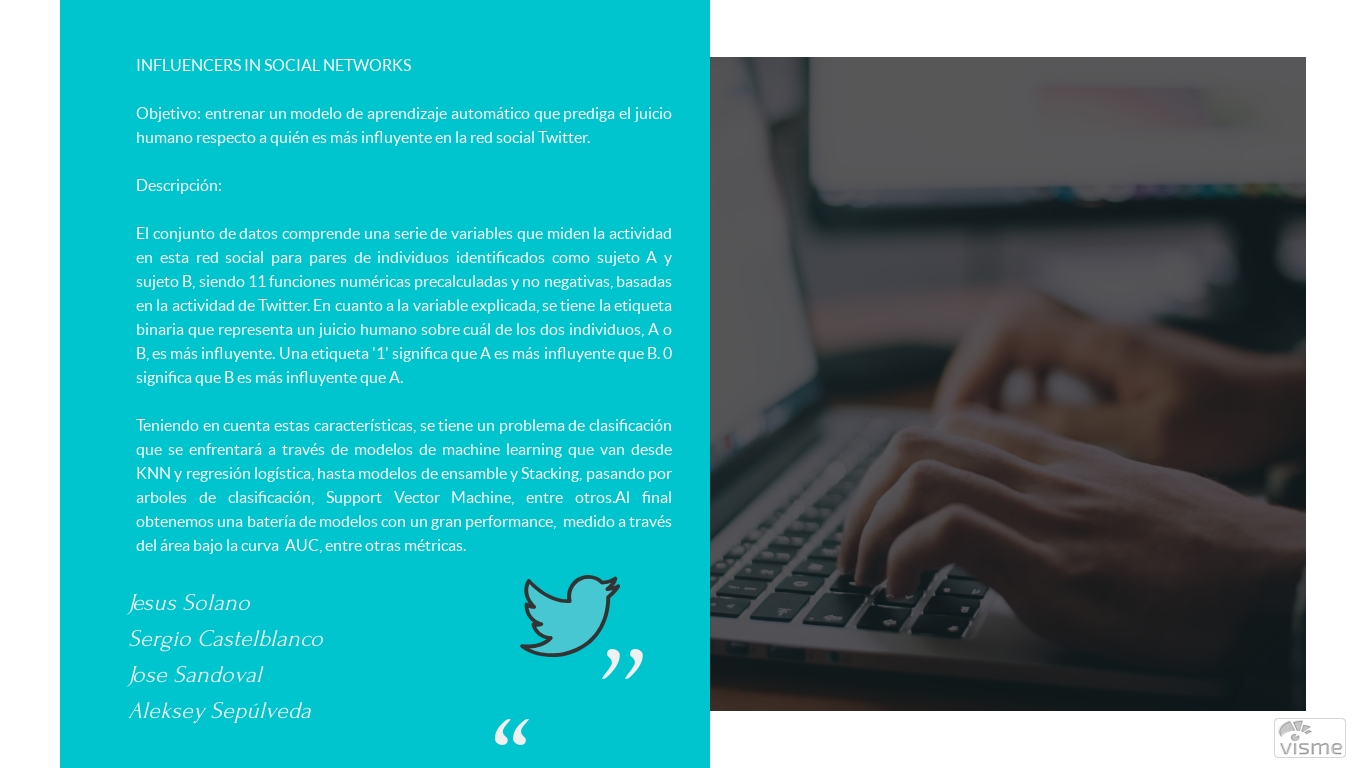 INFLUENCERS IN SOCIAL NETWORKS
Objetivo: entrenar un modelo de aprendizaje automático que prediga el juicio
humano respecto a quién es más influyente en la red social Twitter.
Descripción:
El conjunto de datos comprende una serie de variables que miden la actividad
en esta red social para pares de individuos identificados como sujeto A y
sujeto B, siendo 11 funciones numéricas precalculadas y no negativas, basadas
en la actividad de Twitter. En cuanto a la variable explicada, se tiene la etiqueta
binaria que representa un juicio humano sobre cuál de los dos individuos, A o
B, es más influyente. Una etiqueta '1' significa que A es más influyente que B. 0
significa que B es más influyente que A.
Teniendo en cuenta estas características, se tiene un problema de clasificación
que se enfrentará a través de modelos de machine learning que van desde
KNN y regresión logística, hasta modelos de ensamble y Stacking, pasando por
arboles de clasificación, Support Vector Machine, entre otros.Al final
obtenemos una batería de modelos con un gran performance, medido a través
del área bajo la curva AUC, entre otras métricas.
Jesus Solano
Sergio Castelblanco
Jose Sandoval
Aleksey Sepúlveda
”
“
visme